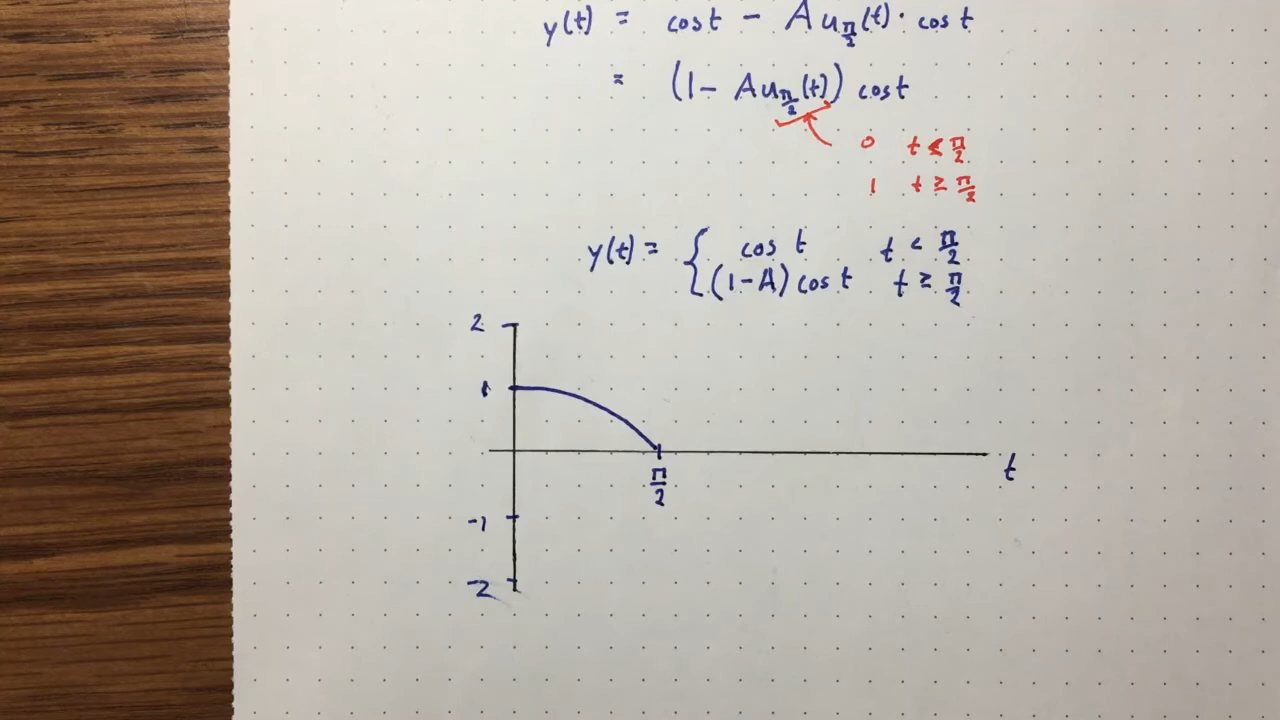 y(t) = cos t - A u_{π/2}(t) · cos t
= (1 - A u_{π/2}(t)) cos t
0 t < π/2
1 t ≥ π/2
y(t) = { cos t t < π/2
(1-A) cos t t ≥ π/2
2
1
π/2
t
-1
-2